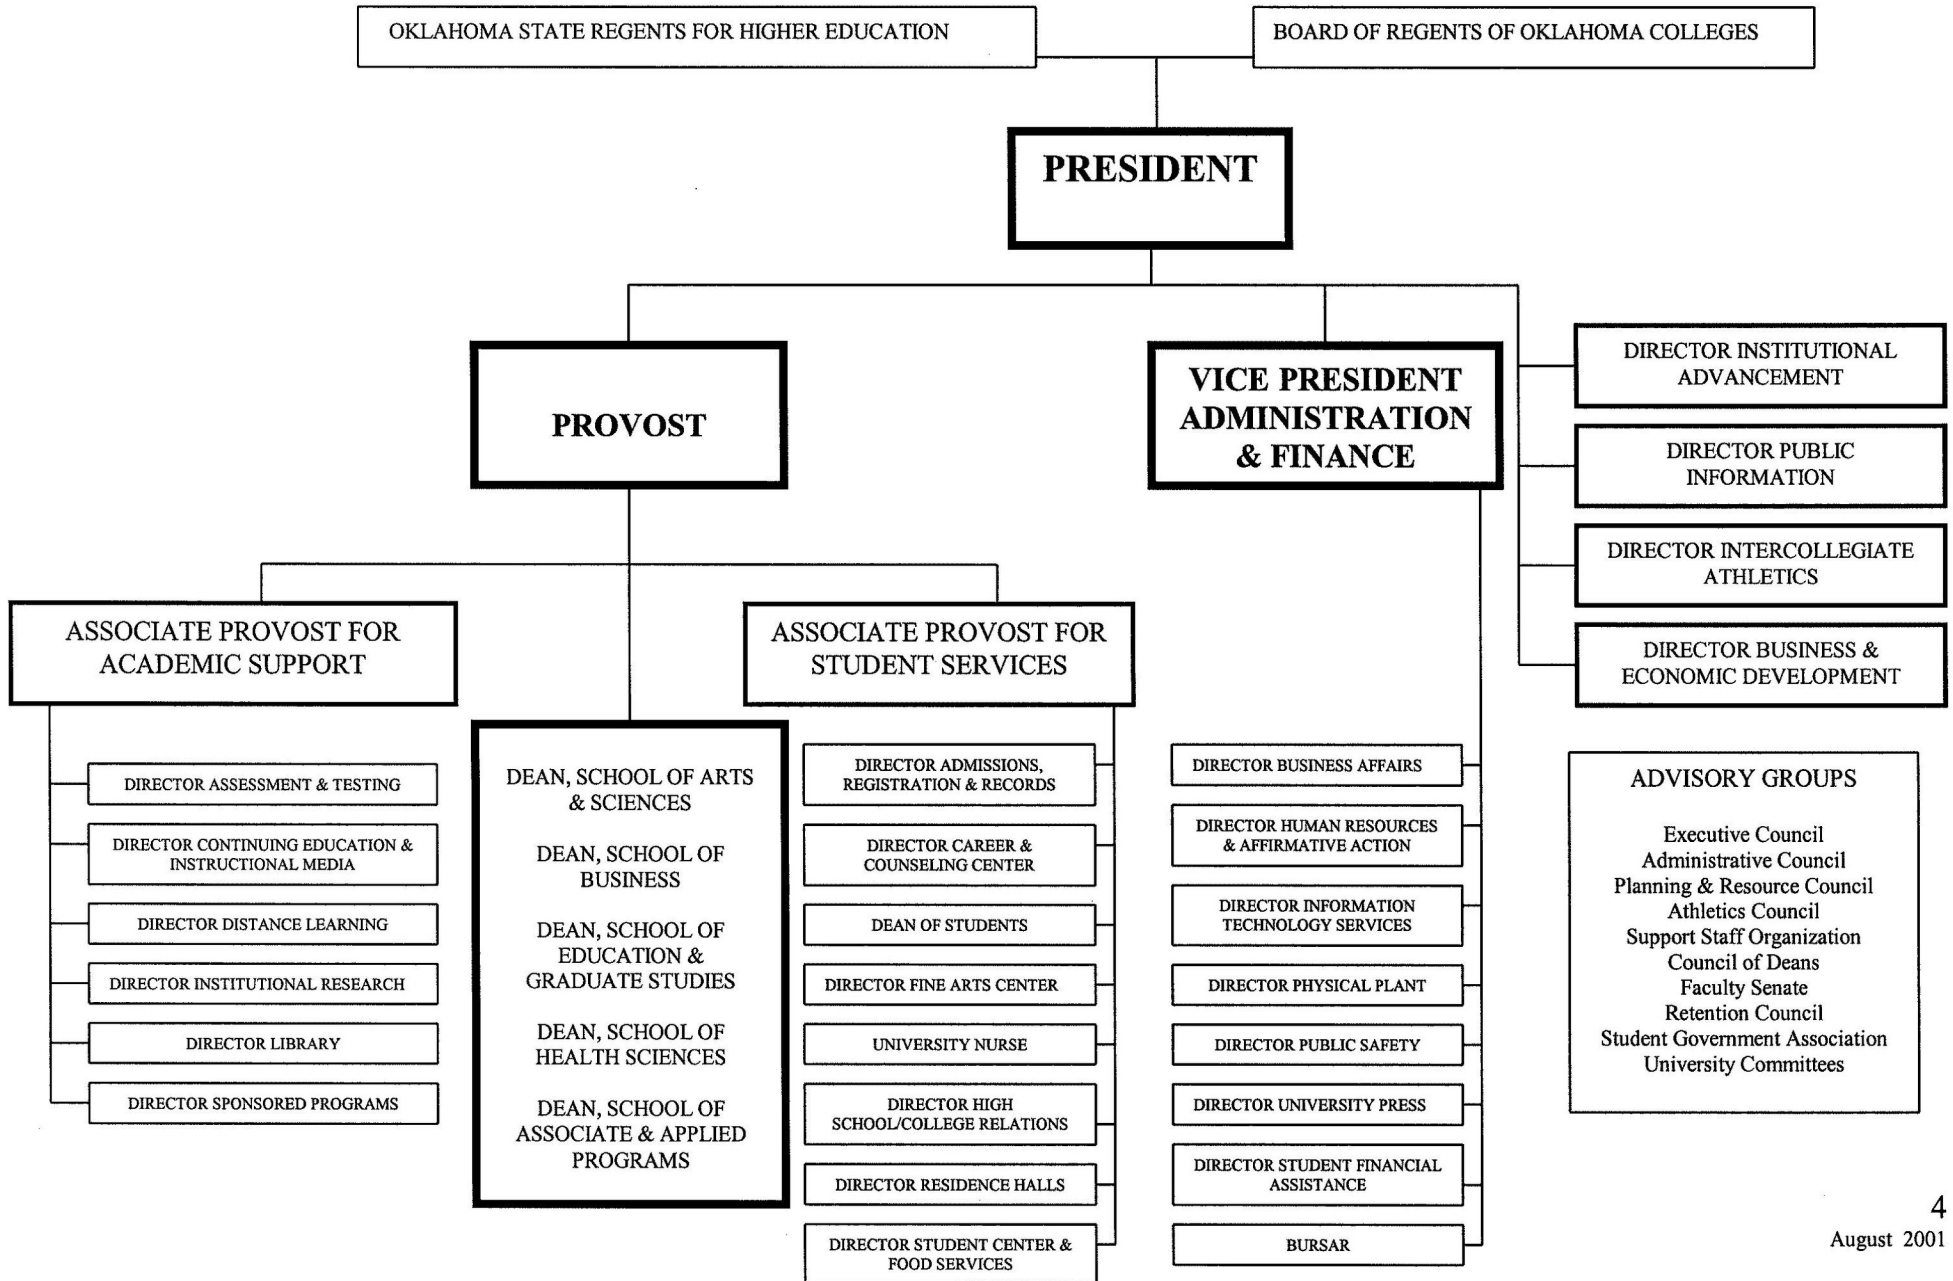 OKLAHOMA STATE REGENTS FOR HIGHER EDUCATION
BOARD OF REGENTS OF OKLAHOMA COLLEGES
PRESIDENT
PROVOST
VICE PRESIDENT
ADMINISTRATION
& FINANCE
DIRECTOR INSTITUTIONAL
ADVANCEMENT
DIRECTOR PUBLIC
INFORMATION
DIRECTOR INTERCOLLEGIATE
ATHLETICS
DIRECTOR BUSINESS &
ECONOMIC DEVELOPMENT
ASSOCIATE PROVOST FOR
ACADEMIC SUPPORT
DIRECTOR ASSESSMENT & TESTING
DIRECTOR CONTINUING EDUCATION &
INSTRUCTIONAL MEDIA
DIRECTOR DISTANCE LEARNING
DIRECTOR INSTITUTIONAL RESEARCH
DIRECTOR LIBRARY
DIRECTOR SPONSORED PROGRAMS
DEAN, SCHOOL OF ARTS
& SCIENCES
DEAN, SCHOOL OF
BUSINESS
DEAN, SCHOOL OF
EDUCATION &
GRADUATE STUDIES
DEAN, SCHOOL OF
HEALTH SCIENCES
DEAN, SCHOOL OF
ASSOCIATE & APPLIED
PROGRAMS
ASSOCIATE PROVOST FOR
STUDENT SERVICES
DIRECTOR ADMISSIONS,
REGISTRATION & RECORDS
DIRECTOR CAREER &
COUNSELING CENTER
DEAN OF STUDENTS
DIRECTOR FINE ARTS CENTER
UNIVERSITY NURSE
DIRECTOR HIGH
SCHOOL/COLLEGE RELATIONS
DIRECTOR RESIDENCE HALLS
DIRECTOR STUDENT CENTER &
FOOD SERVICES
DIRECTOR BUSINESS AFFAIRS
DIRECTOR HUMAN RESOURCES
& AFFIRMATIVE ACTION
DIRECTOR INFORMATION
TECHNOLOGY SERVICES
DIRECTOR PHYSICAL PLANT
DIRECTOR PUBLIC SAFETY
DIRECTOR UNIVERSITY PRESS
DIRECTOR STUDENT FINANCIAL
ASSISTANCE
BURSAR
ADVISORY GROUPS
Executive Council
Administrative Council
Planning & Resource Council
Athletics Council
Support Staff Organization
Council of Deans
Faculty Senate
Retention Council
Student Government Association
University Committees
4
August 2001